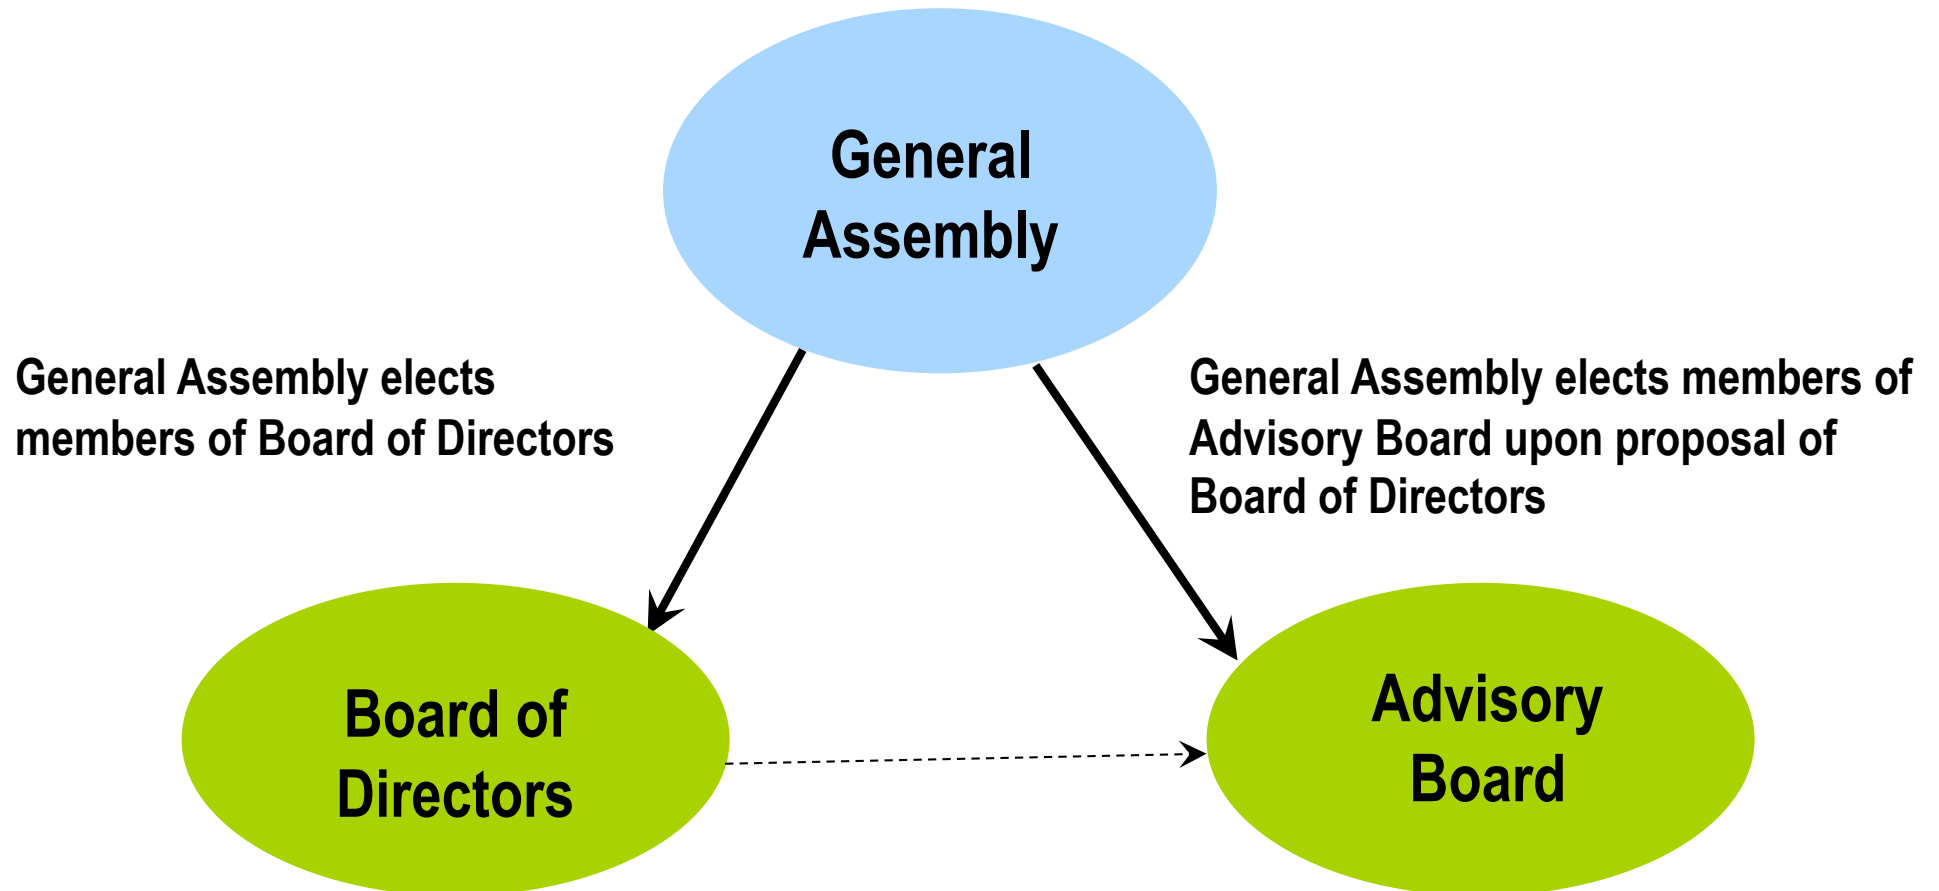 General
Assembly
General Assembly elects
members of Board of Directors
General Assembly elects members of
Advisory Board upon proposal of
Board of Directors
Board of
Directors
Advisory
Board